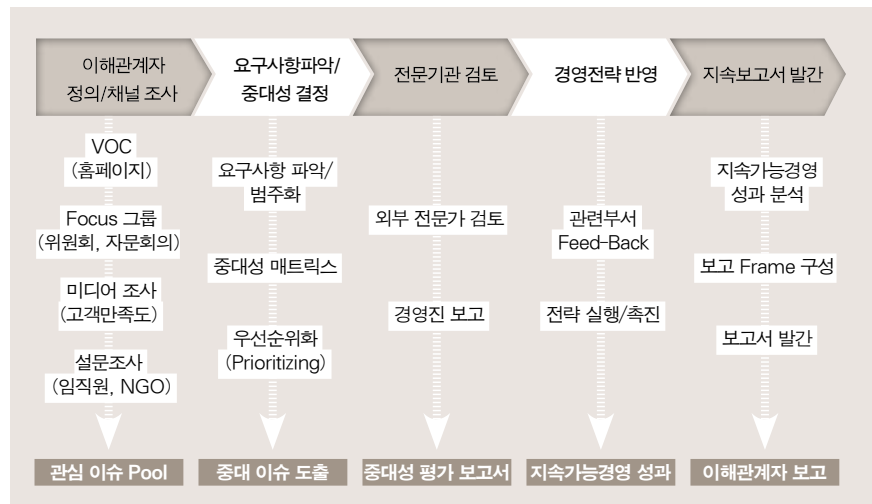 이해관계자
정의/채널 조사
요구사항파악/
중대성 결정
전문기관 검토
경영전략 반영
지속보고서 발간
VOC
(홈페이지)
Focus 그룹
(위원회, 자문회의)
미디어 조사
(고객만족도)
설문조사
(임직원, NGO)
관심 이슈 Pool
요구사항 파악/
범주화
중대성 매트릭스
우선순위화
(Prioritizing)
중대 이슈 도출
외부 전문가 검토
경영진 보고
중대성 평가 보고서
관련부서
Feed-Back
전략 실행/촉진
지속가능경영 성과
지속가능경영
성과 분석
보고 Frame 구성
보고서 발간
이해관계자 보고